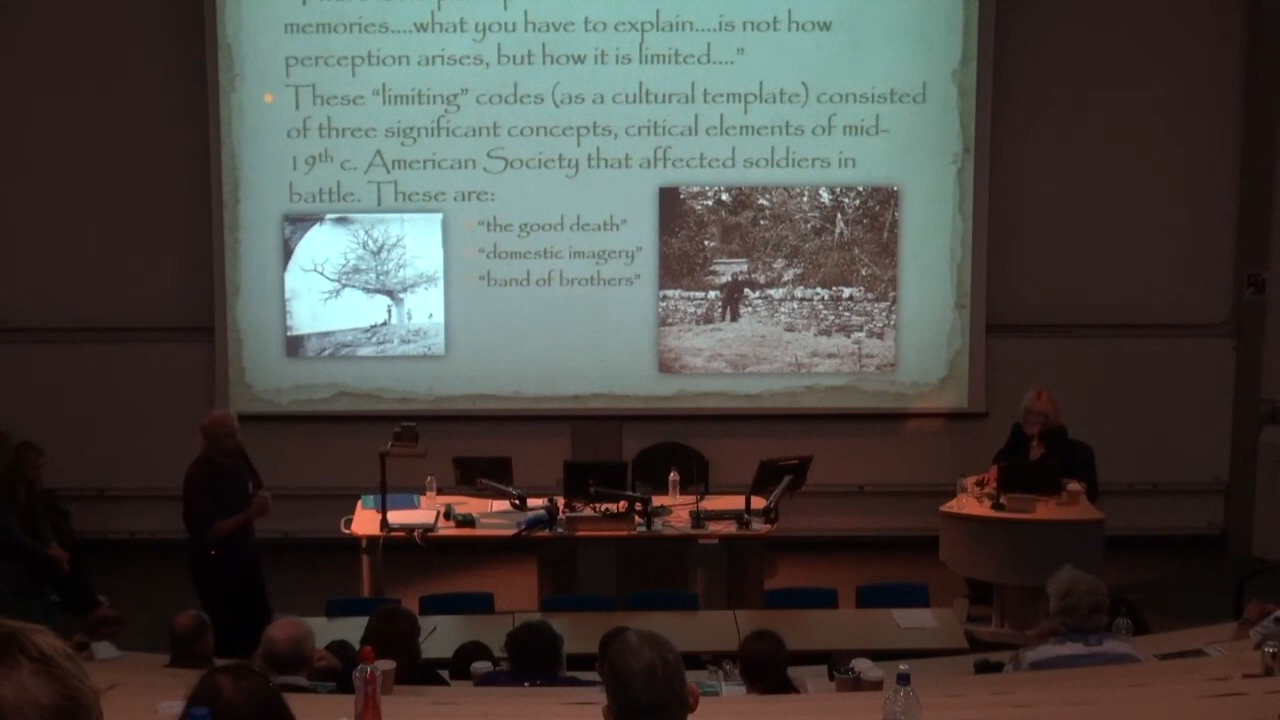 memories....what you have to explain....is not how
perception arises, but how it is limited...."
These "limiting" codes (as a cultural template) consisted
of three significant concepts, critical elements of mid-
19th c. American Society that affected soldiers in
battle. These are:
"the good death"
"domestic imagery"
"band of brothers"